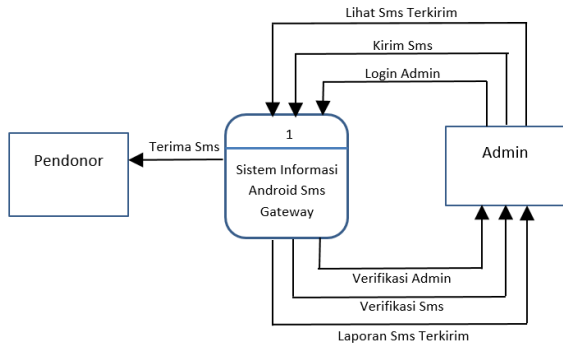 Lihat Sms Terkirim
Kirim Sms
Login Admin
1
Pendonor
Terima Sms
Sistem Informasi
Android Sms
Gateway
Admin
Verifikasi Admin
Verifikasi Sms
Laporan Sms Terkirim